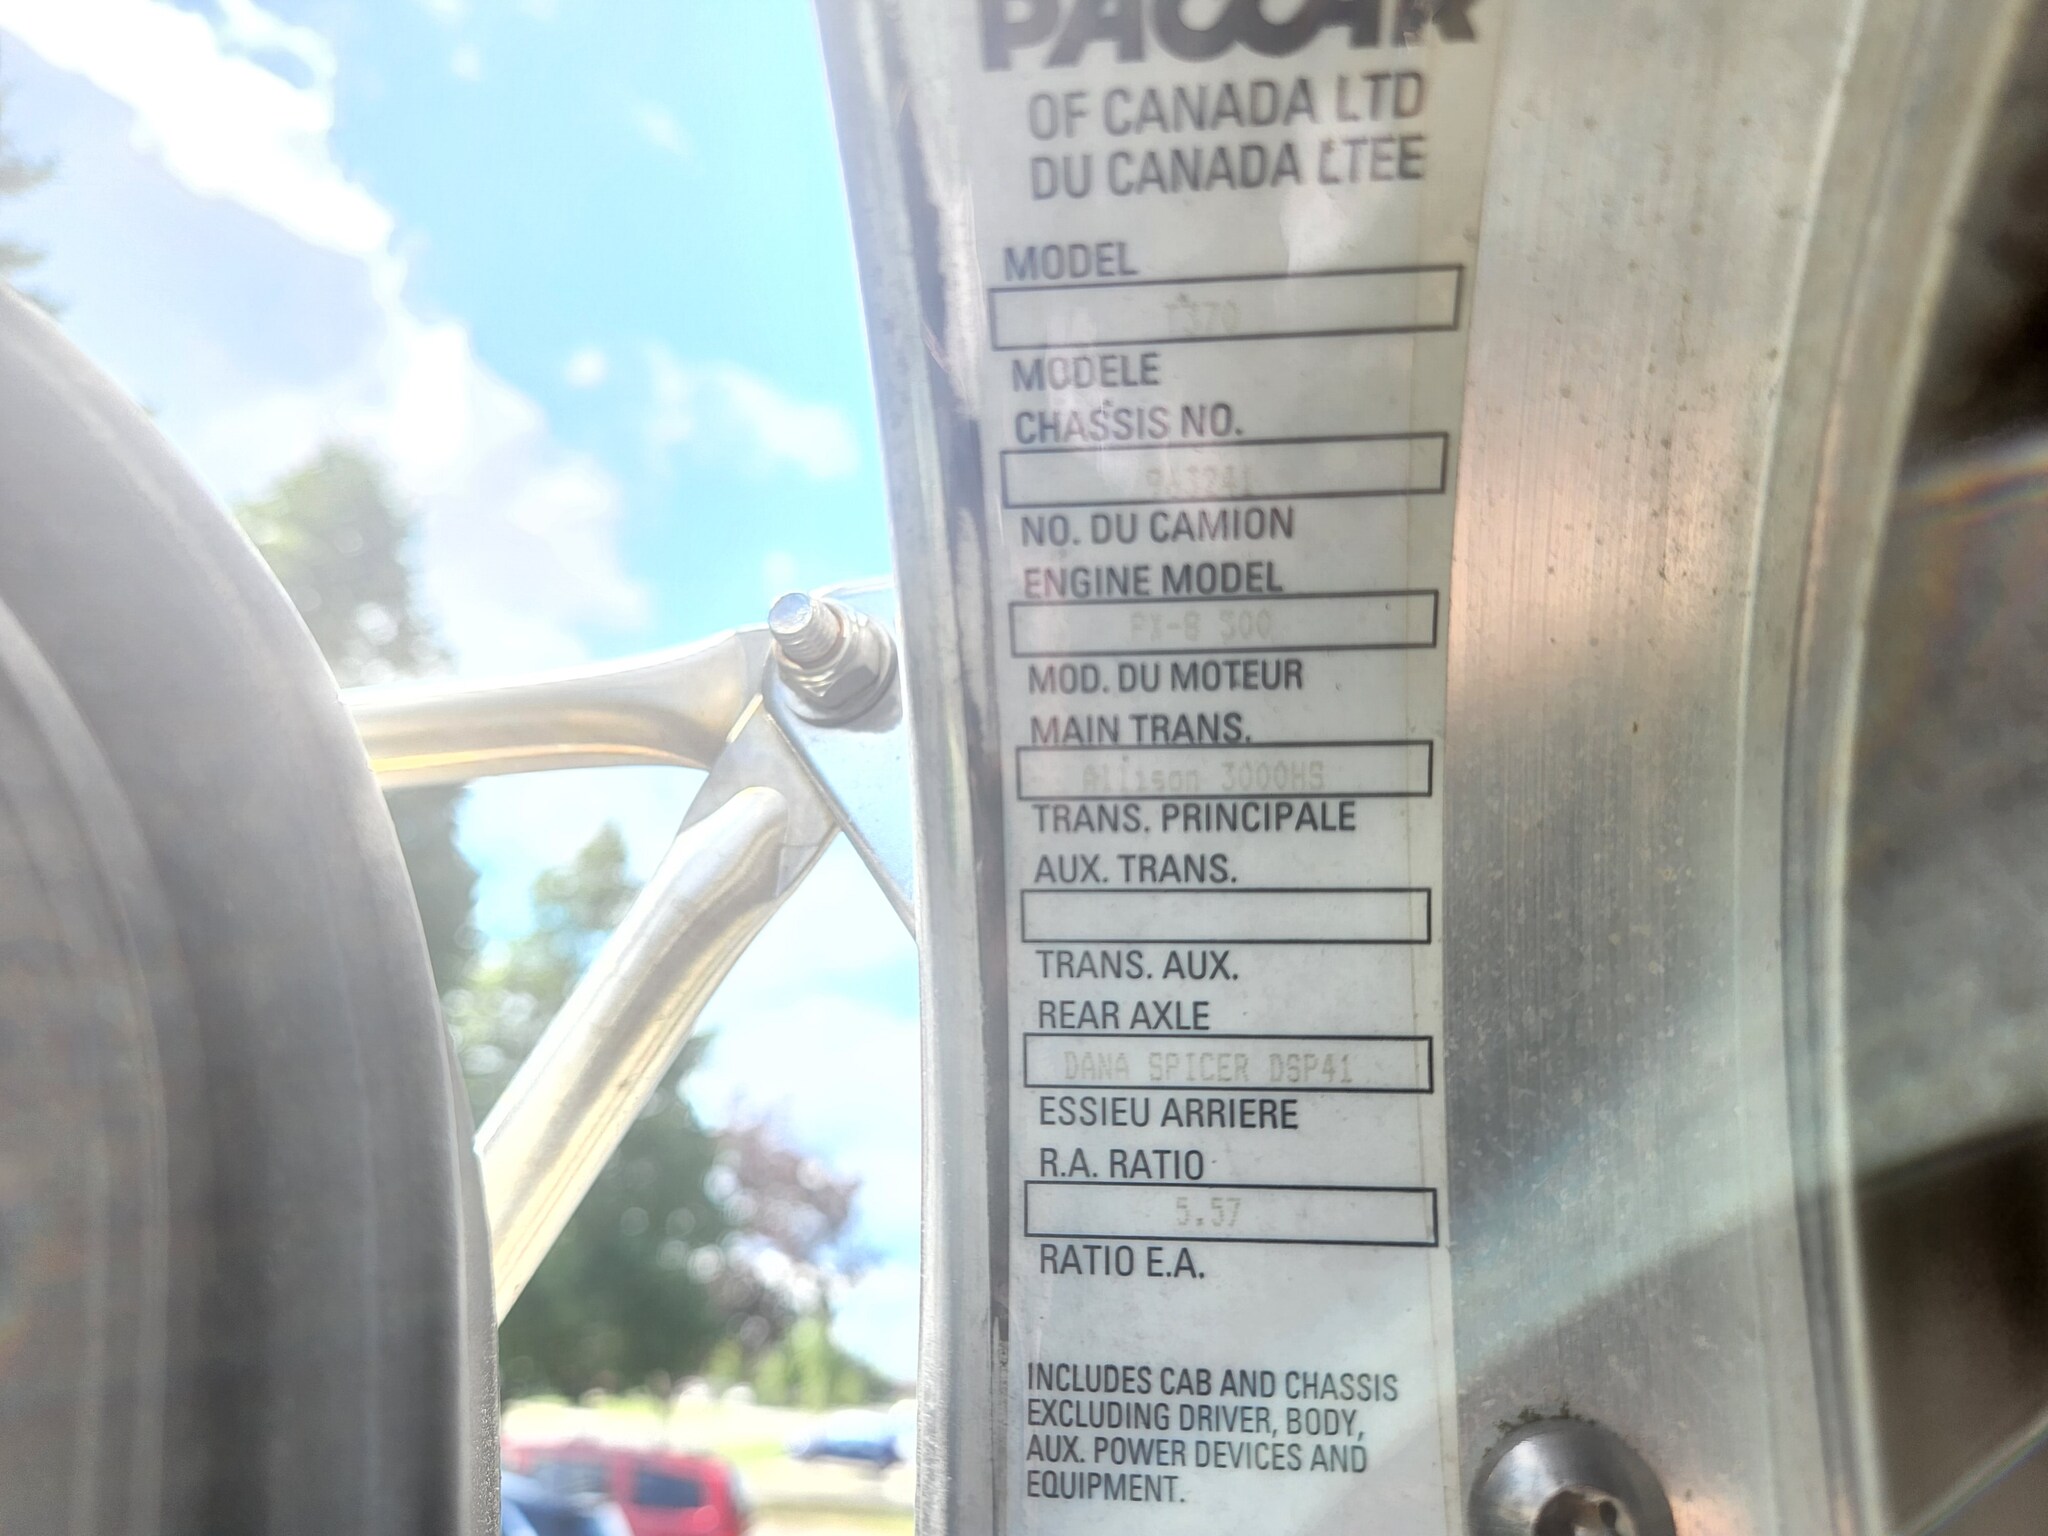 PACCAR
OF CANADA LTD
DU CANADA LTEE
MODEL
T370
MODELE
CHASSIS NO.
NO. DU CAMION
ENGINE MODEL
PX-8 300
MOD. DU MOTEUR
MAIN TRANS.
Allison 3000HS
TRANS. PRINCIPALE
AUX. TRANS.
TRANS. AUX.
REAR AXLE
DANA SPICER DSP41
ESSIEU ARRIERE
R.A. RATIO
5.57
RATIO E.A.
INCLUDES CAB AND CHASSIS
EXCLUDING DRIVER, BODY,
AUX. POWER DEVICES AND
EQUIPMENT.